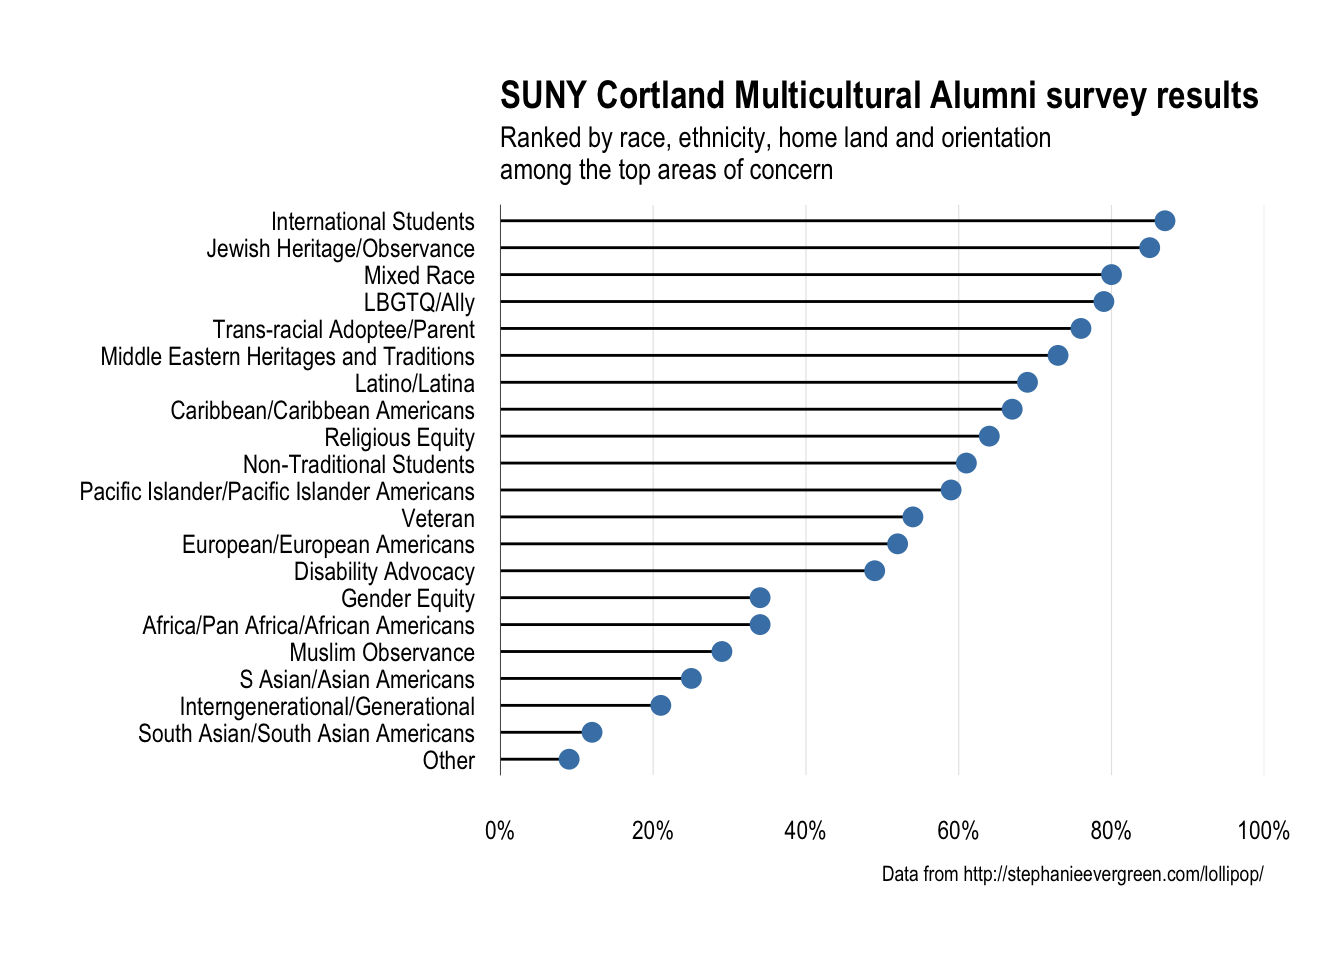 SUNY Cortland Multicultural Alumni survey results
Ranked by race, ethnicity, home land and orientation
among the top areas of concern
International Students
Jewish Heritage/Observance
Mixed Race
LBGTQ/Ally
Trans-racial Adoptee/Parent
Middle Eastern Heritages and Traditions
Latino/Latina
Caribbean/Caribbean Americans
Religious Equity
Non-Traditional Students
Pacific Islander/Pacific Islander Americans
Veteran
European/European Americans
Disability Advocacy
Gender Equity
Africa/Pan Africa/African Americans
Muslim Observance
S Asian/Asian Americans
Interngenerational/Generational
South Asian/South Asian Americans
Other
0% 20% 40% 60% 80% 100%
Data from http://stephanieevergreen.com/lollipop/